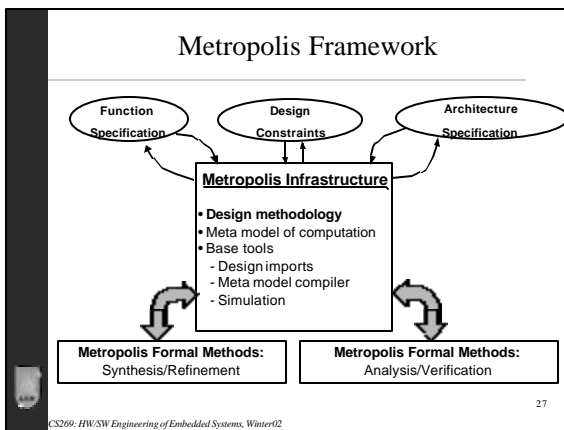 Metropolis Framework
Function
Specification
Design
Constraints
Architecture
Specification
Metropolis Infrastructure
• Design methodology
• Meta model of computation
• Base tools
- Design imports
- Meta model compiler
- Simulation
Metropolis Formal Methods:
Synthesis/Refinement
Metropolis Formal Methods:
Analysis/Verification
27
CS269: HW/SW Engineering of Embedded Systems, Winter02